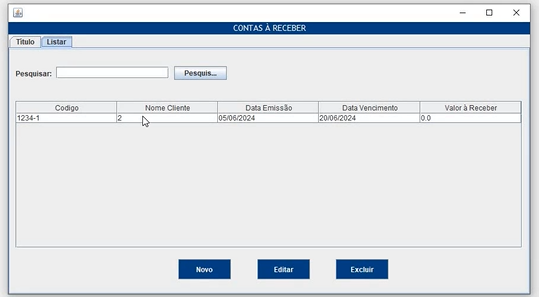 CONTAS À RECEBER
Titulo Listar
Pesquisar: Pesquis...
Codigo Nome Cliente Data Emissão Data Vencimento Valor à Receber
1234-1 2 05/06/2024 20/06/2024 0.0
Novo Editar Excluir